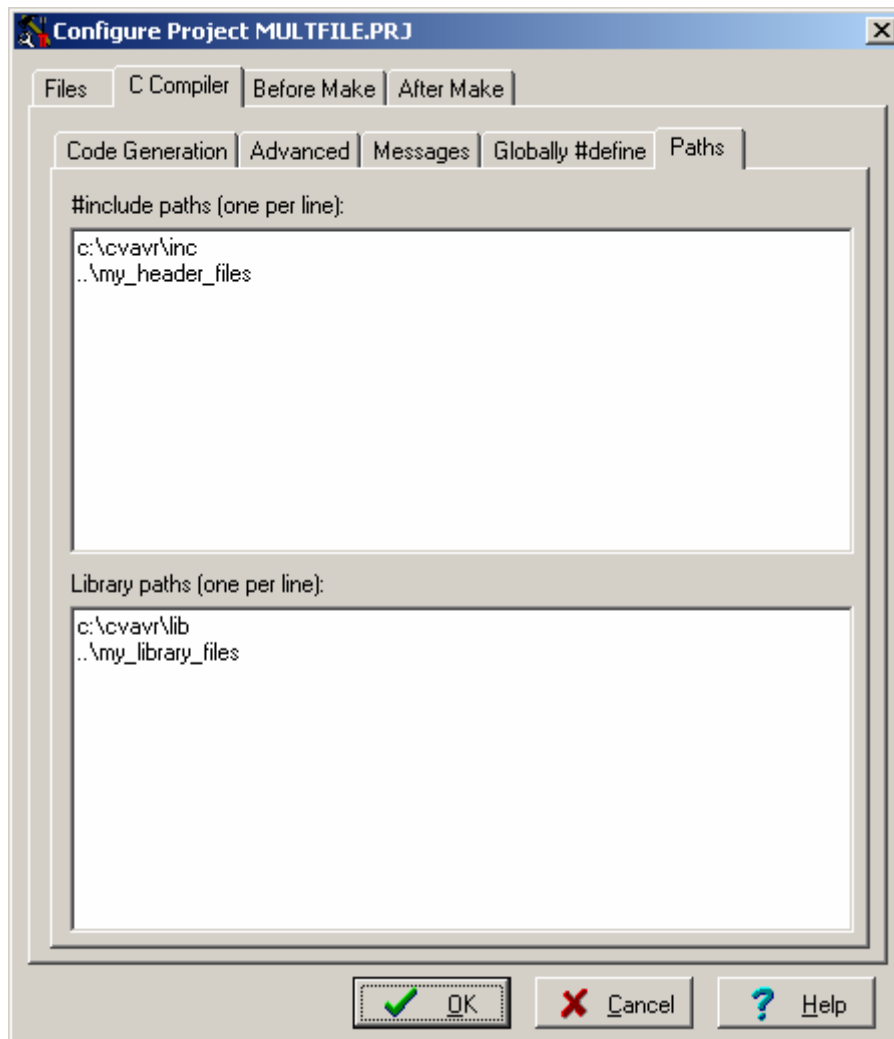 Configure Project MULTFILE.PRJ
Files C Compiler Before Make After Make
Code Generation Advanced Messages Globally #define Paths
#include paths (one per line):
c:\cvavr\inc
..\my_header_files
Library paths (one per line):
c:\cvavr\lib
..\my_library_files
OK Cancel ? Help